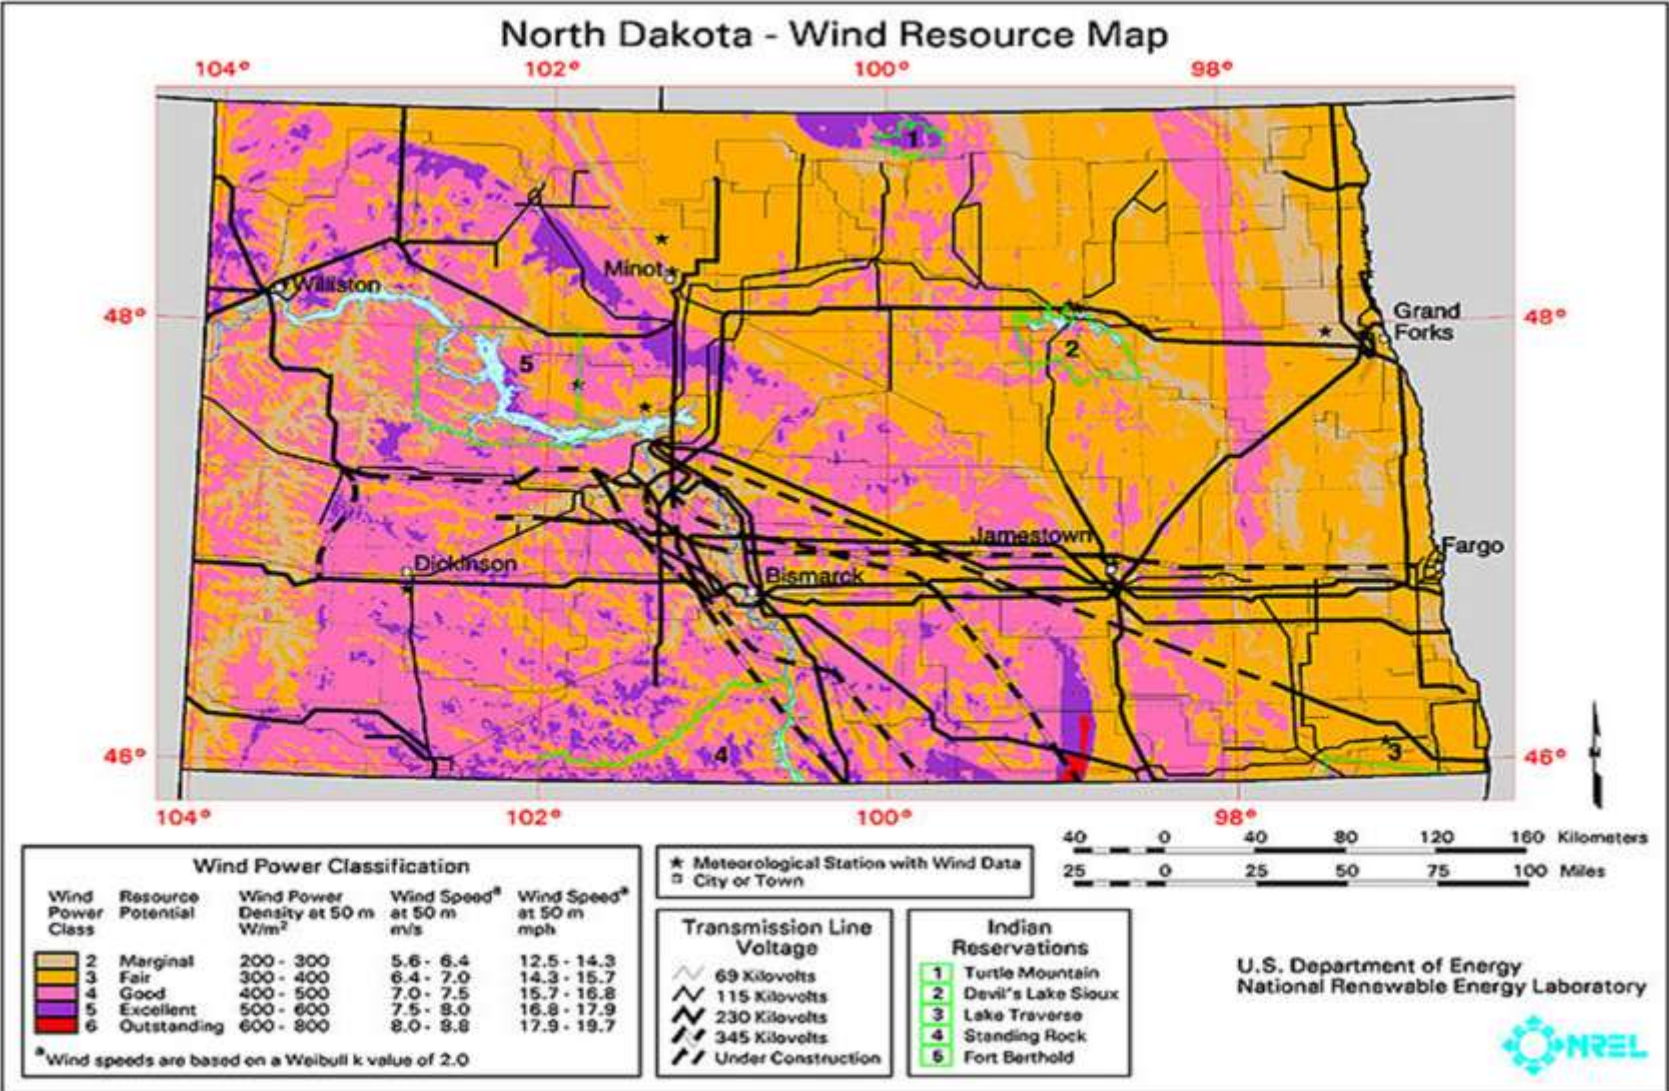 North Dakota - Wind Resource Map
104° 102° 100° 98°
1
Minot
Williston
48° 48°
Grand
Forks
2
5
Jamestown
Fargo
Dickinson
Bismarck
3
4
46° 46°
104° 102° 100° 98°
40 0 40 80 120 160 Kilometers
25 0 25 50 75 100 Miles
Wind Power Classification
Wind Resource Wind Power Wind Speedª Wind Speedª
Power Potential Density at 50 m at 50 m at 50 m
Class W/m² m/s mph
2 Marginal 200 - 300 5.6 - 6.4 12.5 - 14.3
3 Fair 300 - 400 6.4 - 7.0 14.3 - 15.7
4 Good 400 - 500 7.0 - 7.5 15.7 - 16.8
5 Excellent 500 - 600 7.5 - 8.0 16.8 - 17.9
6 Outstanding 600 - 800 8.0 - 8.8 17.9 - 19.7
ªWind speeds are based on a Weibull k value of 2.0
★ Meteorological Station with Wind Data
City or Town
Transmission Line
Voltage
69 Kilovolts
115 Kilovolts
230 Kilovolts
345 Kilovolts
Under Construction
Indian
Reservations
1 Turtle Mountain
2 Devil's Lake Sioux
3 Lake Traverse
4 Standing Rock
5 Fort Berthold
U.S. Department of Energy
National Renewable Energy Laboratory
NREL